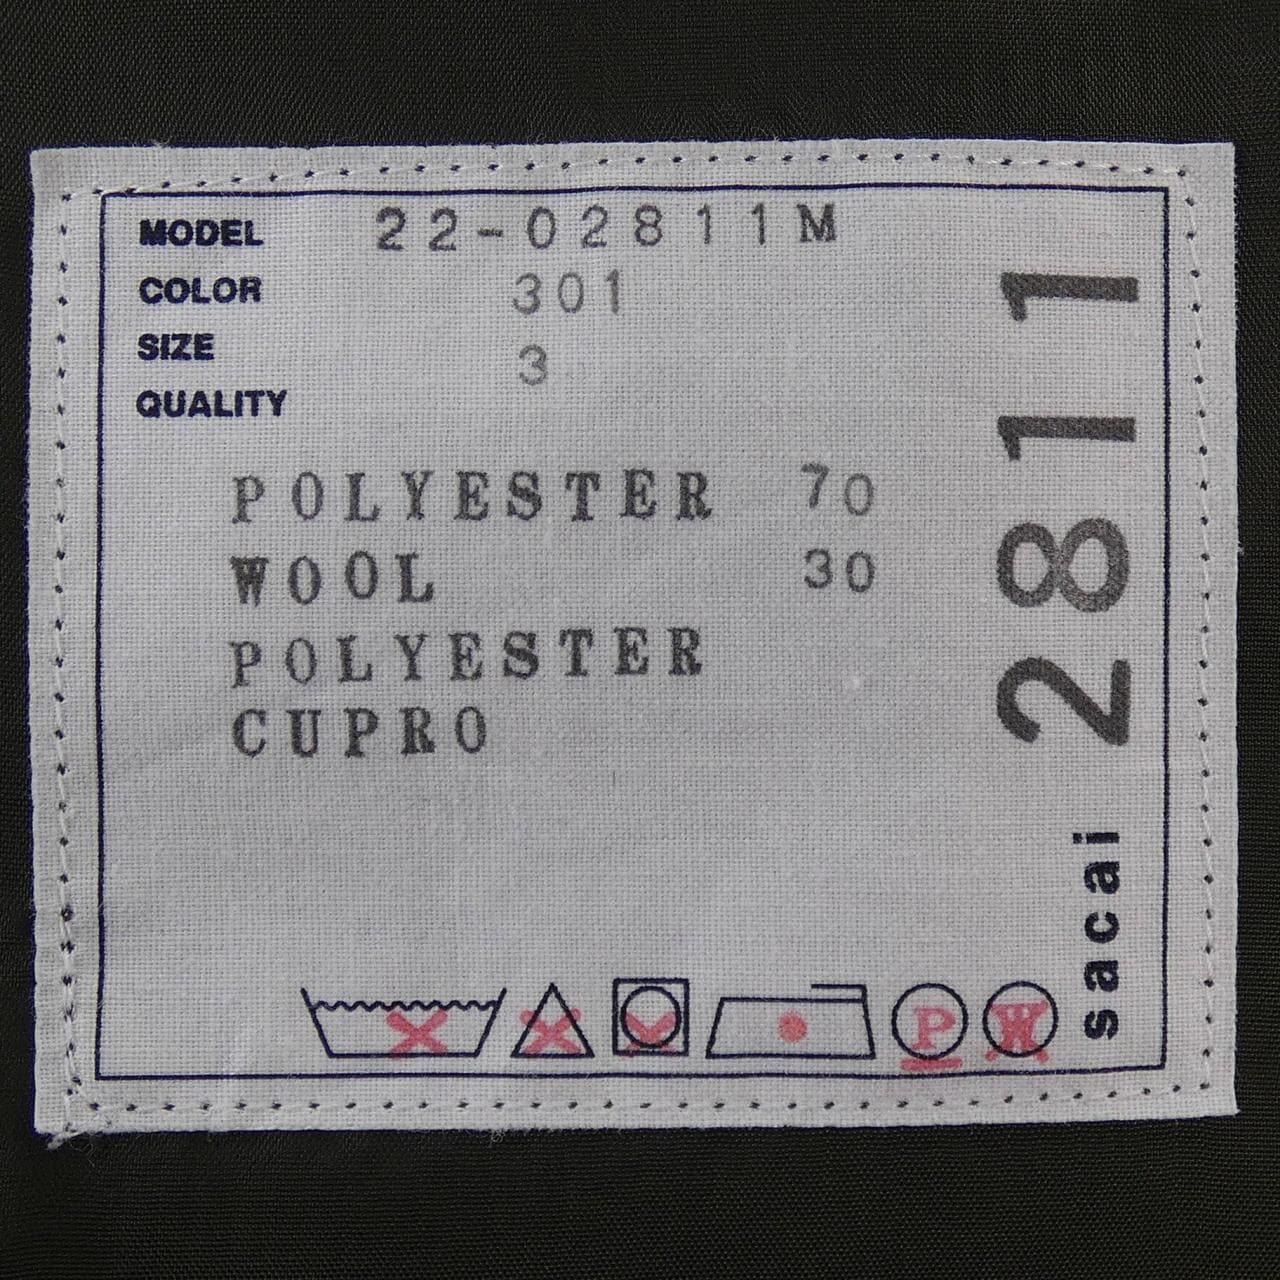 MODEL 22-02811M
COLOR 301
SIZE 3
QUALITY
POLYESTER 70
WOOL 30
POLYESTER
CUPRO
P W
sacai 2811